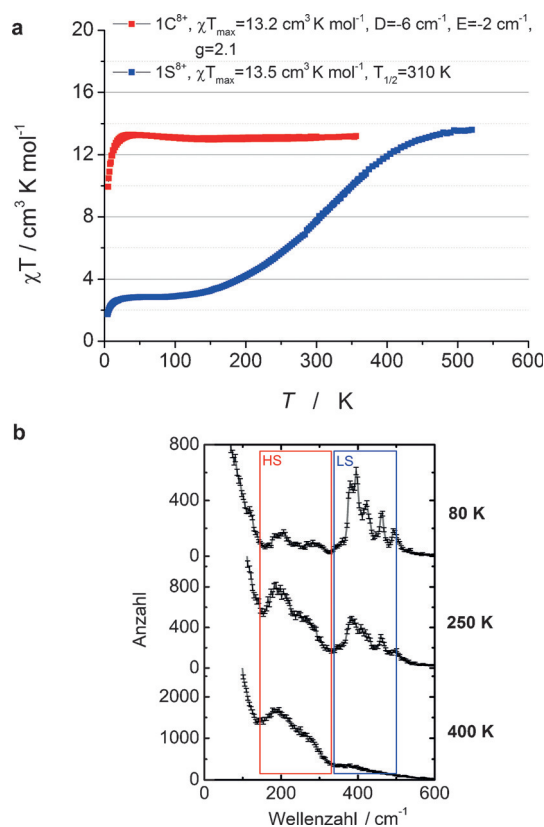 a
1C⁸⁺, χT_max=13.2 cm³ K mol⁻¹, D=-6 cm⁻¹, E=-2 cm⁻¹,
g=2.1
1S⁸⁺, χT_max=13.5 cm³ K mol⁻¹, T_1/2=310 K
20
16
12
8
4
0
χT / cm³ K mol⁻¹
0 100 200 300 400 500 600
T / K
b
800
400
0
HS LS
80 K
800
400
0
250 K
2000
1000
0
400 K
Anzahl
0 200 400 600
Wellenzahl / cm⁻¹